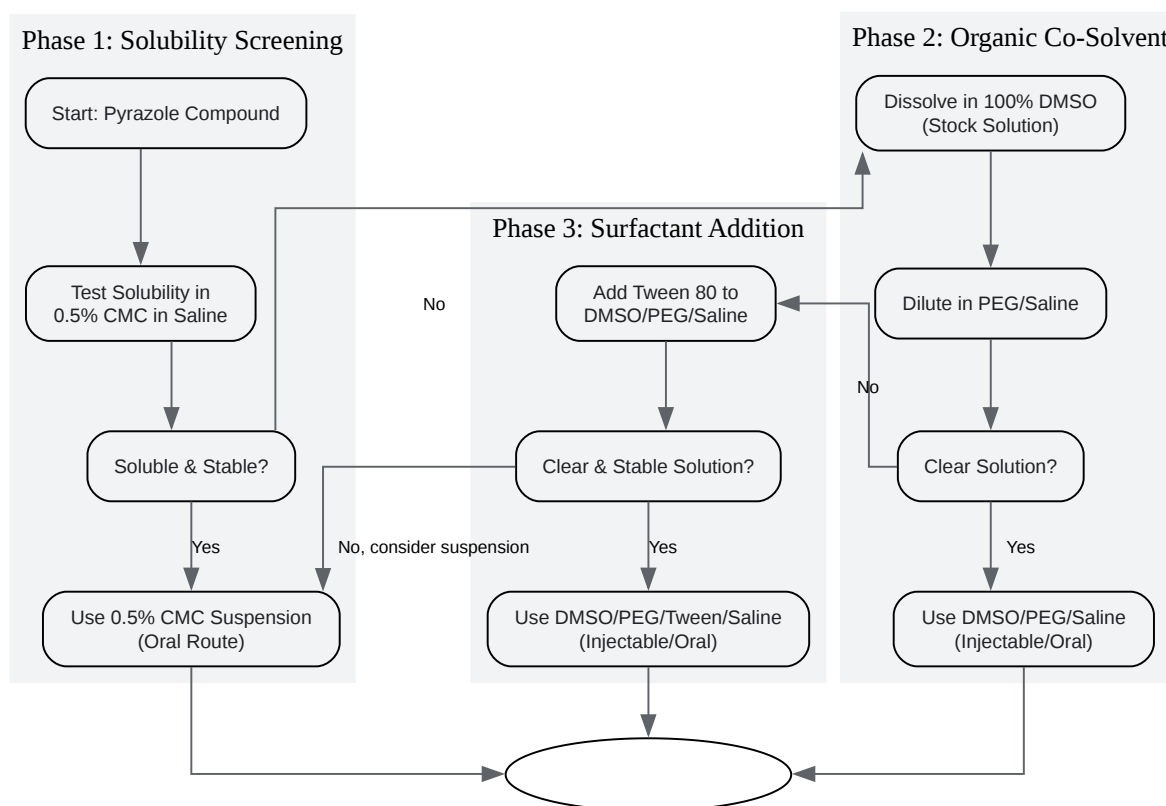 Phase 1: Solubility Screening
Start: Pyrazole Compound
Test Solubility in
0.5% CMC in Saline
Soluble & Stable?
Yes
Use 0.5% CMC Suspension
(Oral Route)
No
No, consider suspension
Phase 3: Surfactant Addition
Add Tween 80 to
DMSO/PEG/Saline
Clear & Stable Solution?
Yes
Use DMSO/PEG/Tween/Saline
(Injectable/Oral)
Phase 2: Organic Co-Solvent
Dissolve in 100% DMSO
(Stock Solution)
Dilute in PEG/Saline
No
Clear Solution?
Yes
Use DMSO/PEG/Saline
(Injectable/Oral)